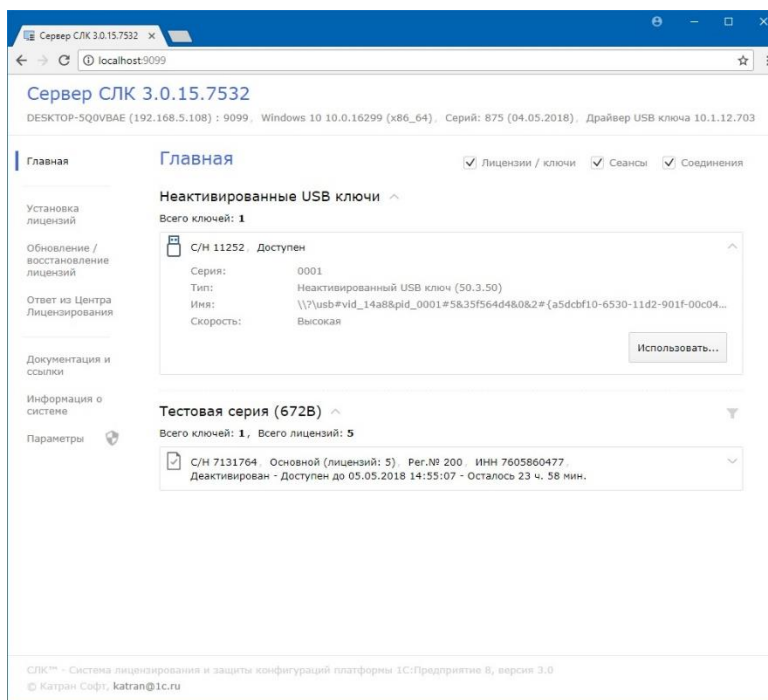 Сервер СЛК 3.0.15.7532
localhost:9099
Сервер СЛК 3.0.15.7532
DESKTOP-5Q0VBAE (192.168.5.108) : 9099, Windows 10 10.0.16299 (x86_64), Серий: 875 (04.05.2018), Драйвер USB ключа 10.1.12.703
Главная
Установка
лицензий
Обновление /
восстановление
лицензий
Ответ из Центра
Лицензирования
Документация и
ссылки
Информация о
системе
Параметры
Главная
Лицензии / ключи Сеансы Соединения
Неактивированные USB ключи
Всего ключей: 1
С/Н 11252, Доступен
Серия: 0001
Тип: Неактивированный USB ключ (50.3.50)
Имя: \\?\usb#vid_14a8&pid_0001#5&35f564d4&0&2#{a5dcbf10-6530-11d2-901f-00c04...
Скорость: Высокая
Использовать...
Тестовая серия (672B)
Всего ключей: 1, Всего лицензий: 5
С/Н 7131764, Основной (лицензий: 5), Рег.№ 200, ИНН 7605860477,
Деактивирован - Доступен до 05.05.2018 14:55:07 - Осталось 23 ч. 58 мин.
СЛК™ - Система лицензирования и защиты конфигураций платформы 1С:Предприятие 8, версия 3.0
© Катран Софт, katran@1c.ru